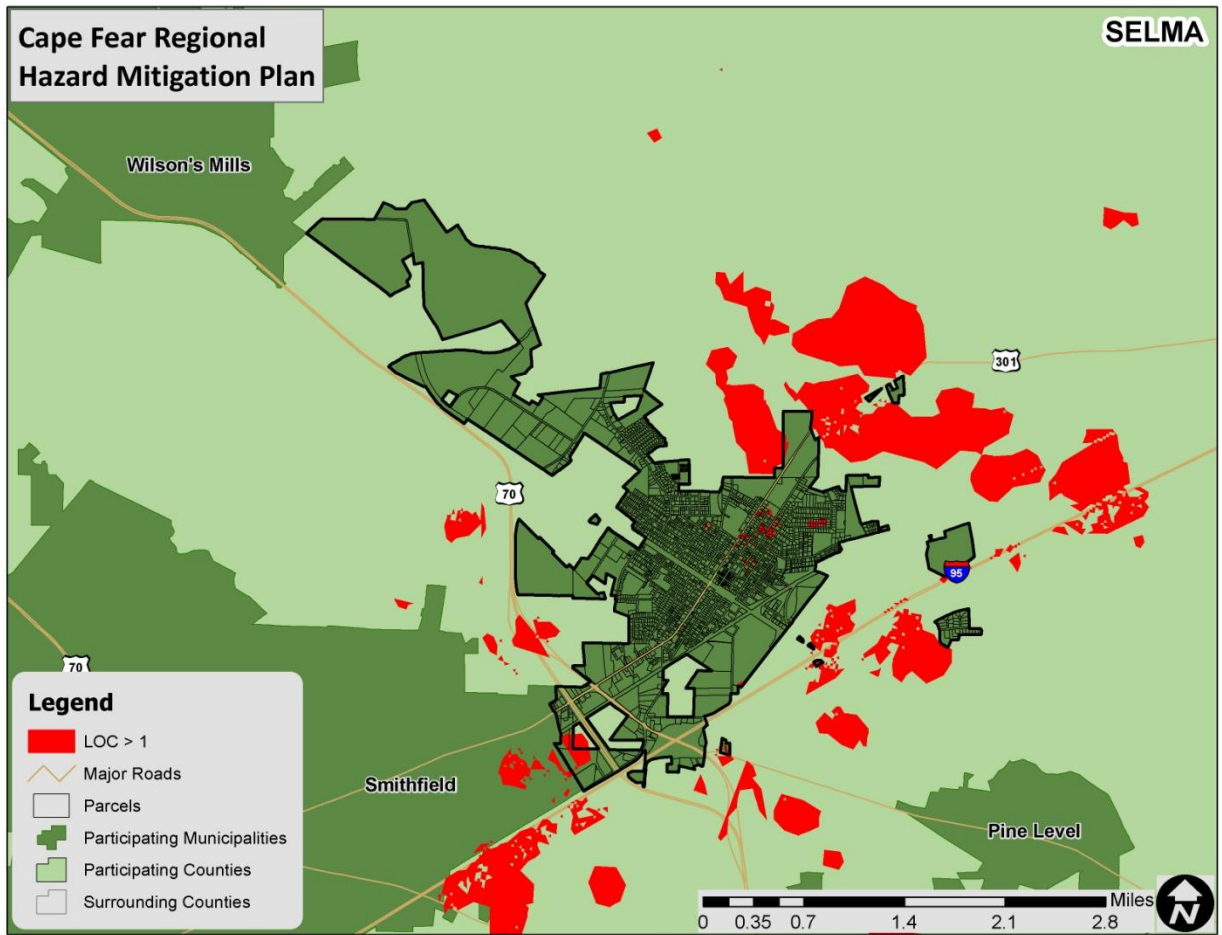 Cape Fear Regional
Hazard Mitigation Plan
SELMA
Wilson's Mills
301
70
95
70
Smithfield
Pine Level
Legend
LOC > 1
Major Roads
Parcels
Participating Municipalities
Participating Counties
Surrounding Counties
Miles
0 0.35 0.7 1.4 2.1 2.8
N